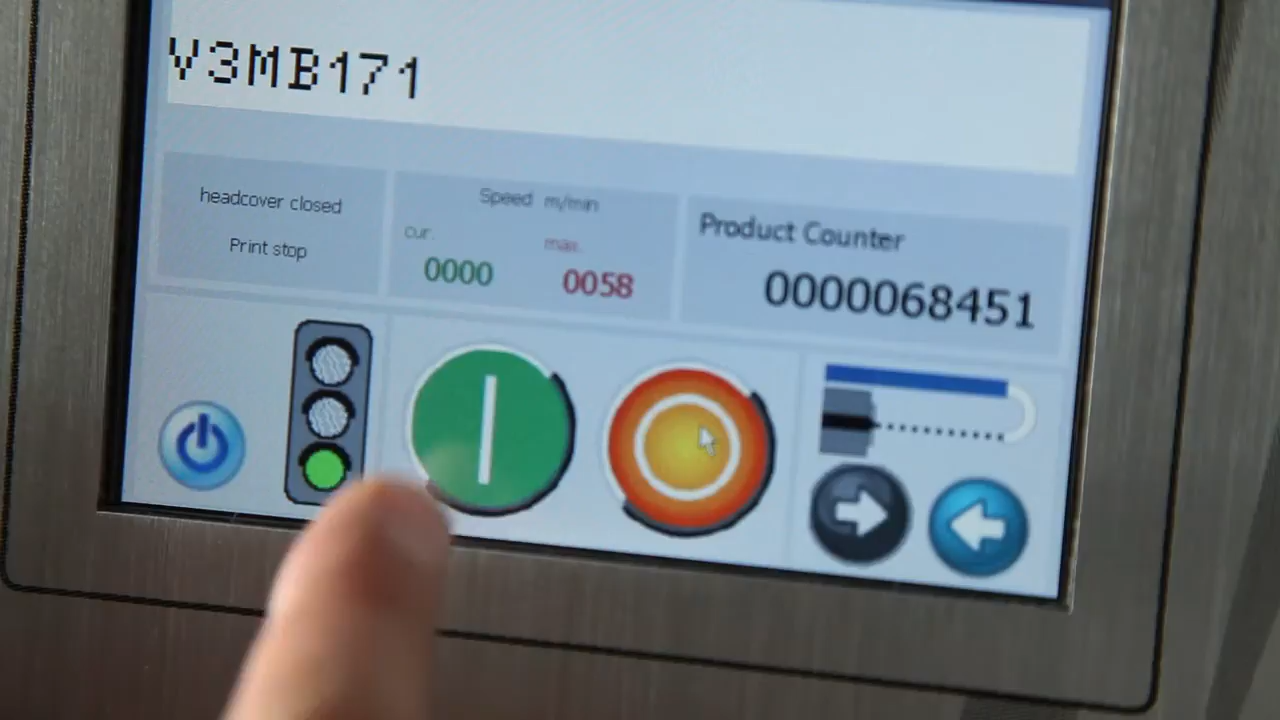 V3MB171
headcover closed
Print stop
Speed m/min
cur.
max.
0000
0058
Product Counter
0000068451